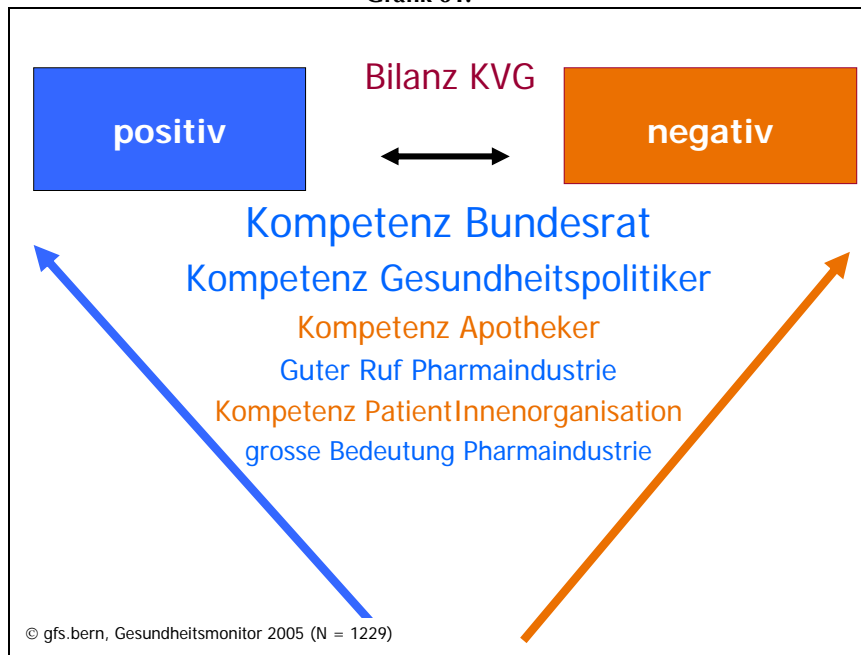 Bilanz KVG
positiv
negativ
Kompetenz Bundesrat
Kompetenz Gesundheitspolitiker
Kompetenz Apotheker
Guter Ruf Pharmaindustrie
Kompetenz PatientInnenorganisation
grosse Bedeutung Pharmaindustrie
© gfs.bern, Gesundheitsmonitor 2005 (N = 1229)